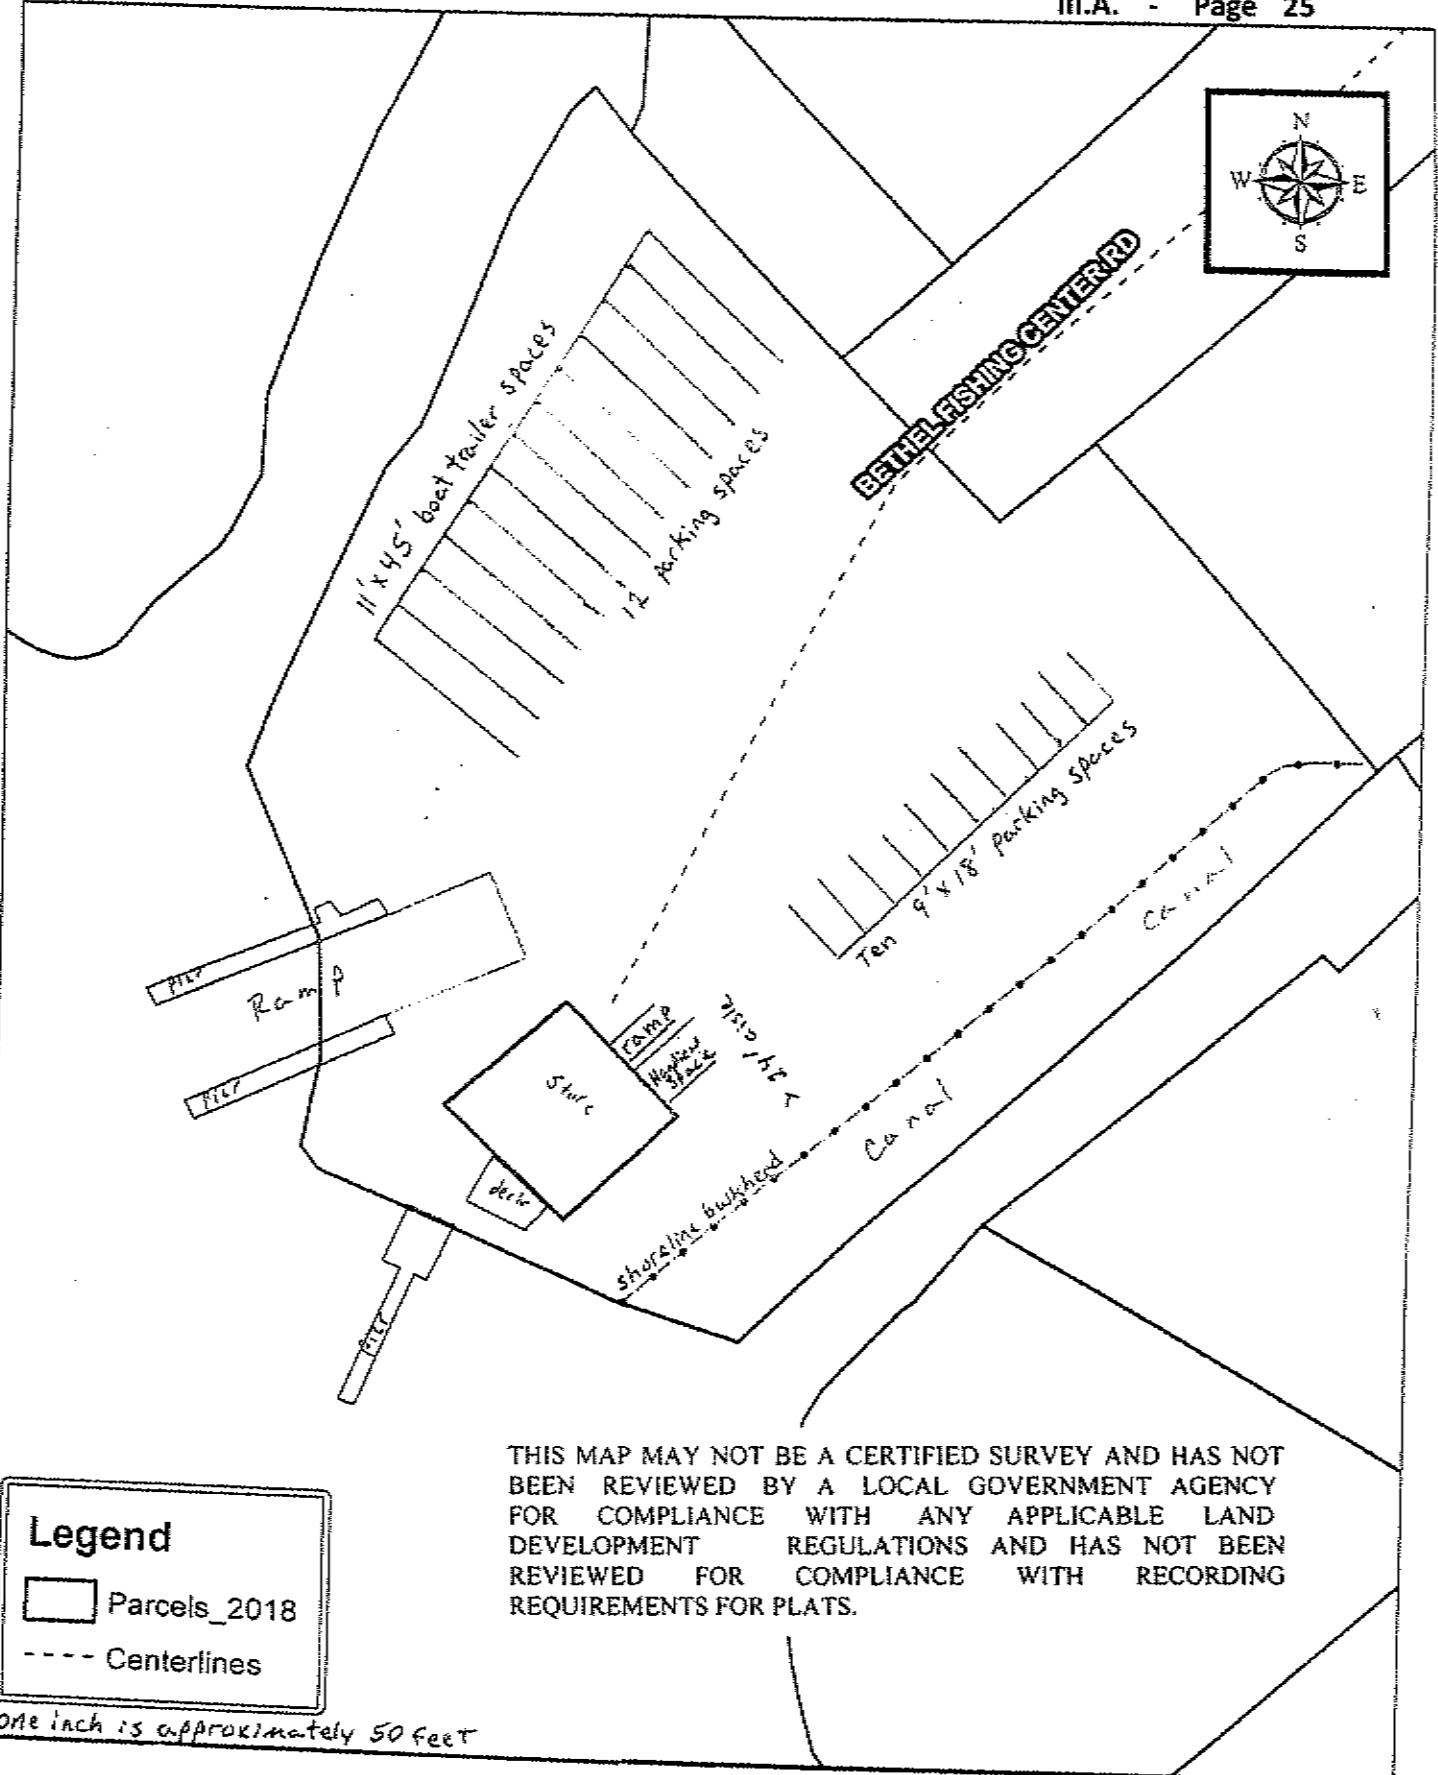 III.A. - Page 25
N
W E
S
BETHEL FISHING CENTER RD
11' x 45' boat trailer spaces
12 parking spaces
Ten 9' x 18' parking spaces
Canal
Pier
Ramp
Pier
ramp
Handicap
Space
> 24' aisle
Store
Canal
deck
shoreline bulkhead
Pier
THIS MAP MAY NOT BE A CERTIFIED SURVEY AND HAS NOT
BEEN REVIEWED BY A LOCAL GOVERNMENT AGENCY
FOR COMPLIANCE WITH ANY APPLICABLE LAND
DEVELOPMENT REGULATIONS AND HAS NOT BEEN
REVIEWED FOR COMPLIANCE WITH RECORDING
REQUIREMENTS FOR PLATS.
Legend
Parcels_2018
Centerlines
one inch is approximately 50 feet